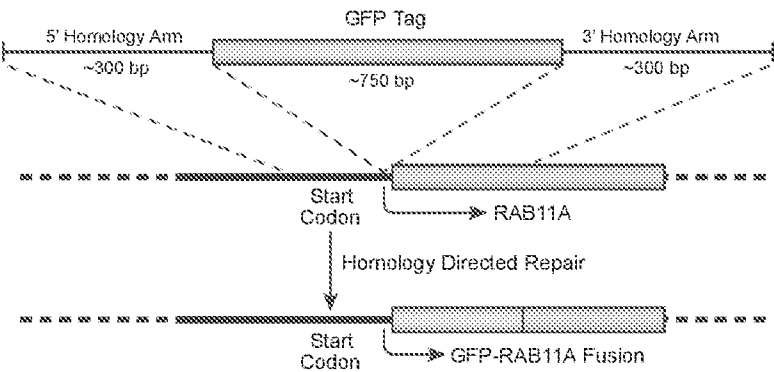 GFP Tag
5' Homology Arm
3' Homology Arm
~300 bp
~750 bp
~300 bp
Start
Codon
RAB11A
Homology Directed Repair
Start
Codon
GFP-RAB11A Fusion